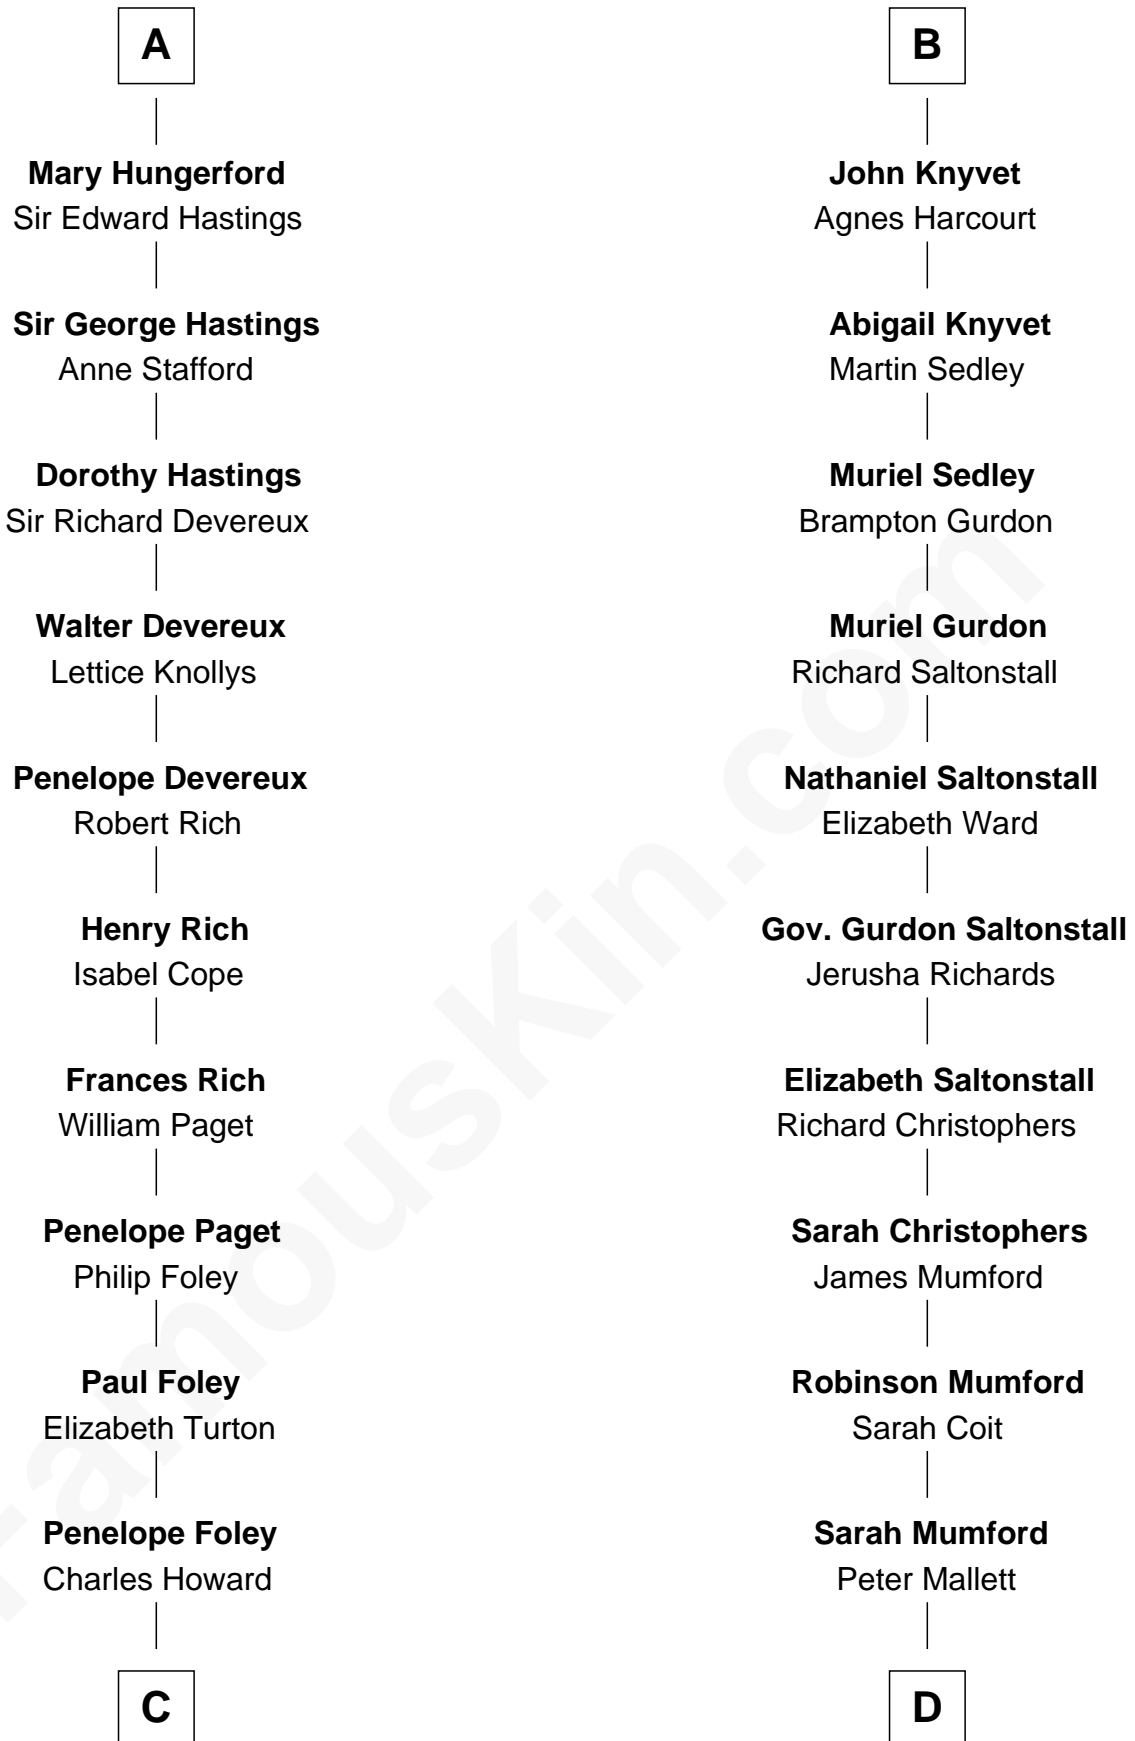 A
Mary Hungerford
Sir Edward Hastings
Sir George Hastings
Anne Stafford
Dorothy Hastings
Sir Richard Devereux
Walter Devereux
Lettice Knollys
Penelope Devereux
Robert Rich
Henry Rich
Isabel Cope
Frances Rich
William Paget
Penelope Paget
Philip Foley
Paul Foley
Elizabeth Turton
Penelope Foley
Charles Howard
C
B
John Knyvet
Agnes Harcourt
Abigail Knyvet
Martin Sedley
Muriel Sedley
Brampton Gurdon
Muriel Gurdon
Richard Saltonstall
Nathaniel Saltonstall
Elizabeth Ward
Gov. Gurdon Saltonstall
Jerusha Richards
Elizabeth Saltonstall
Richard Christophers
Sarah Christophers
James Mumford
Robinson Mumford
Sarah Coit
Sarah Mumford
Peter Mallett
D
FamousKin.com